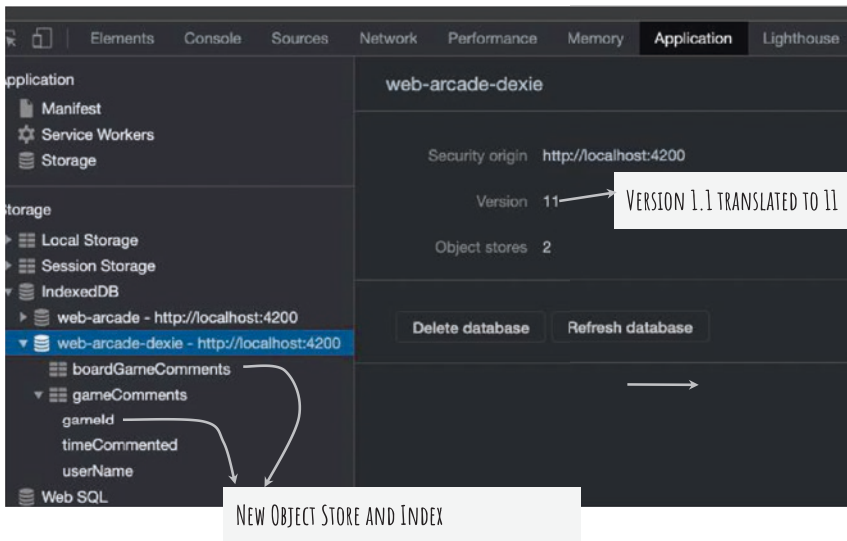 Elements Console Sources Network Performance Memory Application Lighthouse
Application
Manifest
Service Workers
Storage
Storage
Local Storage
Session Storage
IndexedDB
web-arcade - http://localhost:4200
web-arcade-dexie - http://localhost:4200
boardGameComments
gameComments
gameId
timeCommented
userName
Web SQL
web-arcade-dexie
Security origin http://localhost:4200
Version 11
VERSION 1.1 TRANSLATED TO 11
Object stores 2
Delete database Refresh database
NEW OBJECT STORE AND INDEX